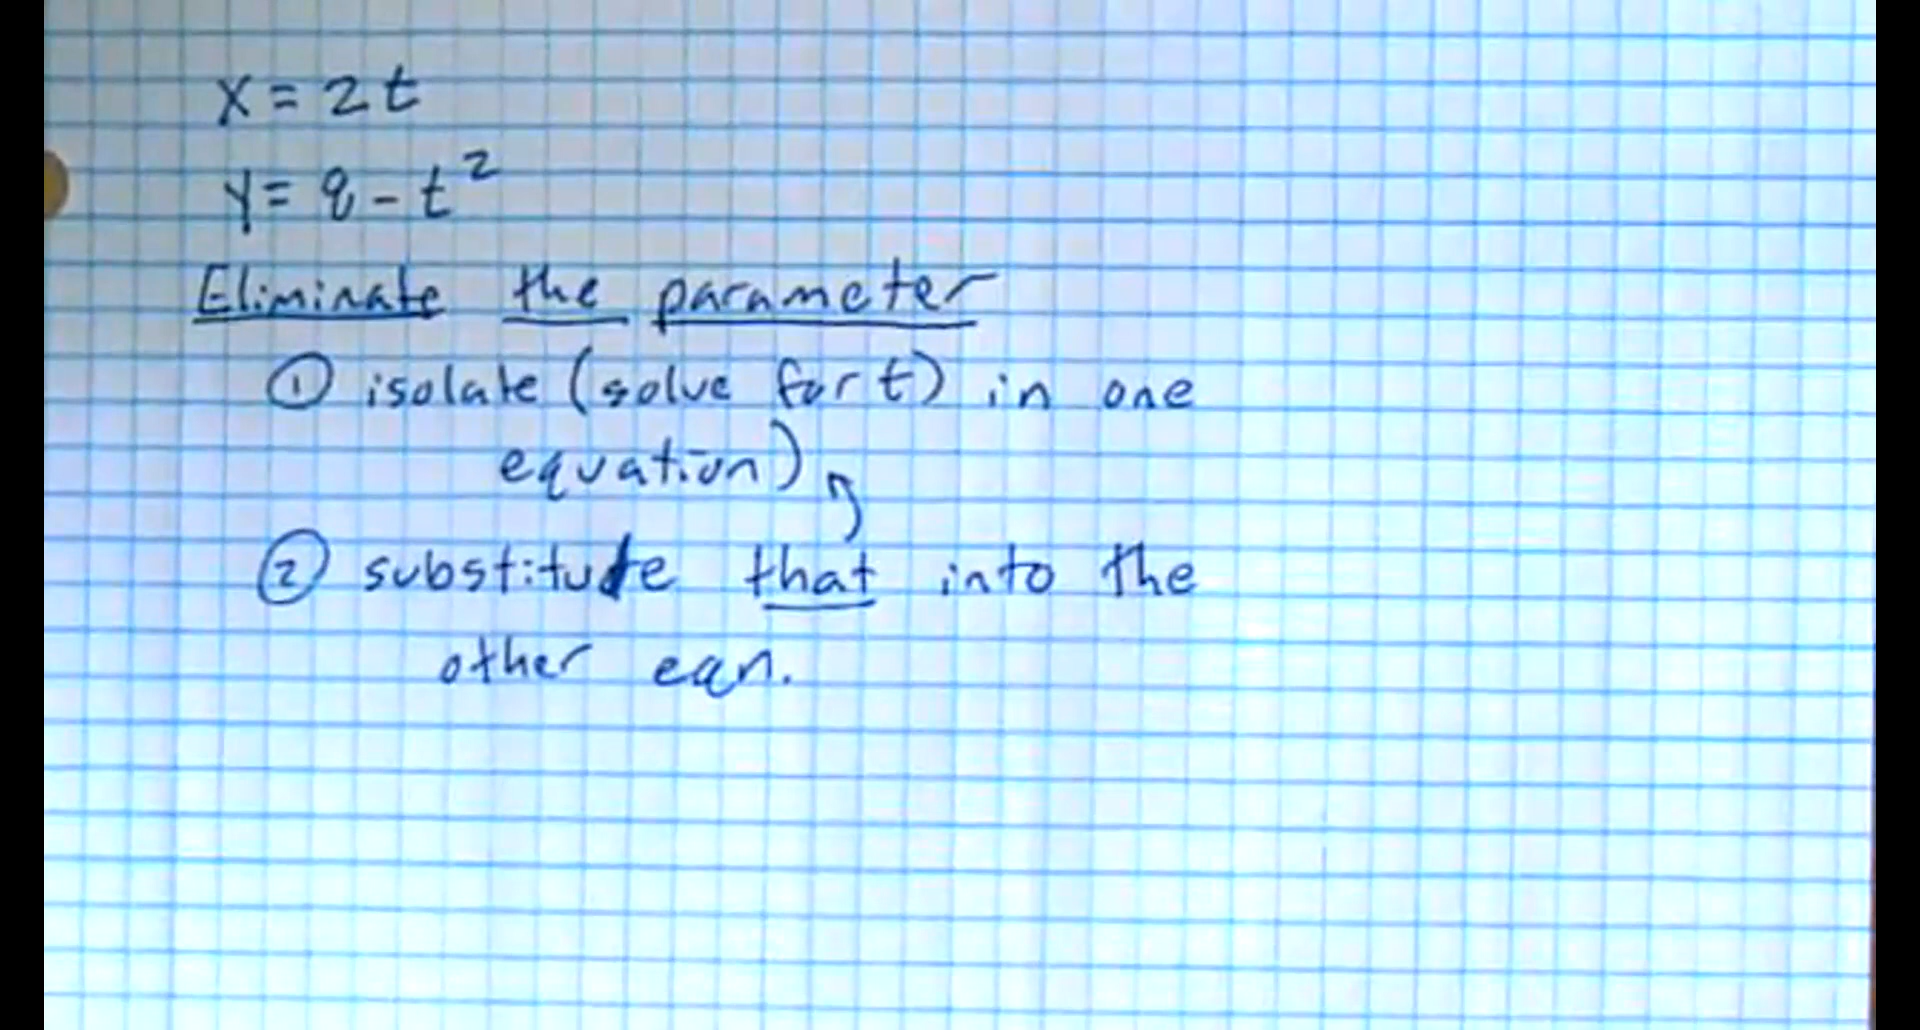 x = 2t
y = 8 - t²
Eliminate the parameter
① isolate (solve for t) in one
equation)
② substitute that into the
other eqn.